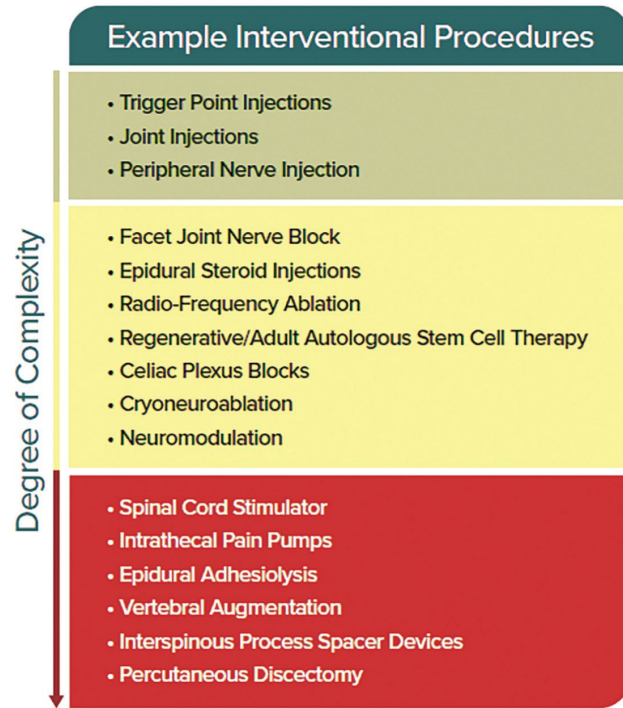 Example Interventional Procedures
• Trigger Point Injections
• Joint Injections
• Peripheral Nerve Injection
• Facet Joint Nerve Block
• Epidural Steroid Injections
• Radio-Frequency Ablation
• Regenerative/Adult Autologous Stem Cell Therapy
• Celiac Plexus Blocks
• Cryoneuroablation
• Neuromodulation
• Spinal Cord Stimulator
• Intrathecal Pain Pumps
• Epidural Adhesiolysis
• Vertebral Augmentation
• Interspinous Process Spacer Devices
• Percutaneous Discectomy
Degree of Complexity